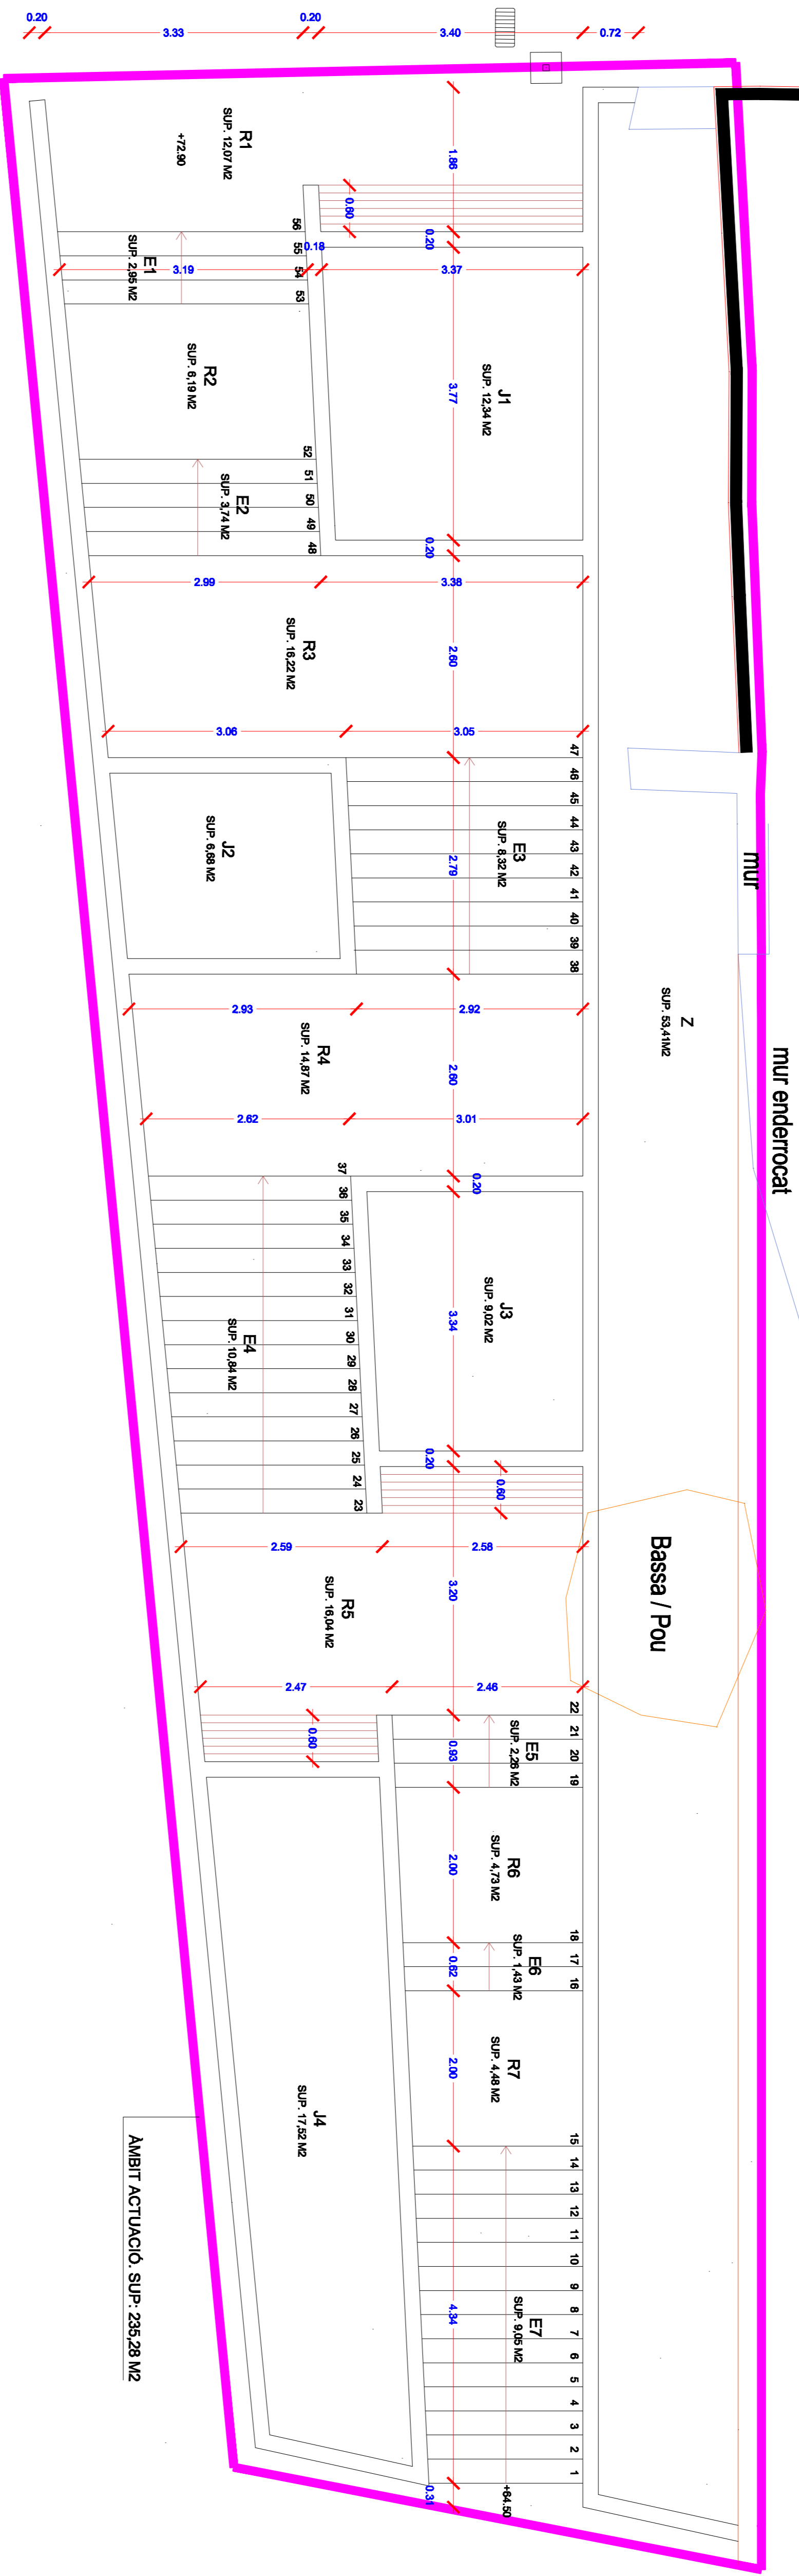 0.20
3.33
0.20
3.40
0.72
R1
SUP. 12,07 M2
+72.90
1.86
0.60
0.20
56
55
54
53
0.18
E1
SUP. 2,95 M2
3.19
3.37
R2
SUP. 6,19 M2
J1
SUP. 12,34 M2
3.77
52
51
50
49
48
E2
SUP. 3,74 M2
0.20
2.99
3.38
R3
SUP. 16,22 M2
2.60
3.06
3.05
47
46
45
44
43
42
41
40
39
38
E3
SUP. 8,32 M2
2.79
J2
SUP. 6,68 M2
mur
mur enderrocat
Z
SUP. 53,41M2
2.93
2.92
R4
SUP. 14,87 M2
2.60
2.62
3.01
37
36
35
34
33
32
31
30
29
28
27
26
25
24
23
0.20
E4
SUP. 10,84 M2
J3
SUP. 9,02 M2
3.34
0.20
0.60
Bassa / Pou
2.59
2.58
R5
SUP. 16,04 M2
3.20
2.47
2.46
0.60
22
21
20
19
E5
SUP. 2,26 M2
0.93
R6
SUP. 4,73 M2
2.00
18
17
16
E6
SUP. 1,43 M2
0.62
R7
SUP. 4,48 M2
2.00
J4
SUP. 17,52 M2
15
14
13
12
11
10
9
8
7
6
5
4
3
2
1
E7
SUP. 9,05 M2
4.34
+64.50
0.31
ÀMBIT ACTUACIÓ. SUP: 235,28 M2